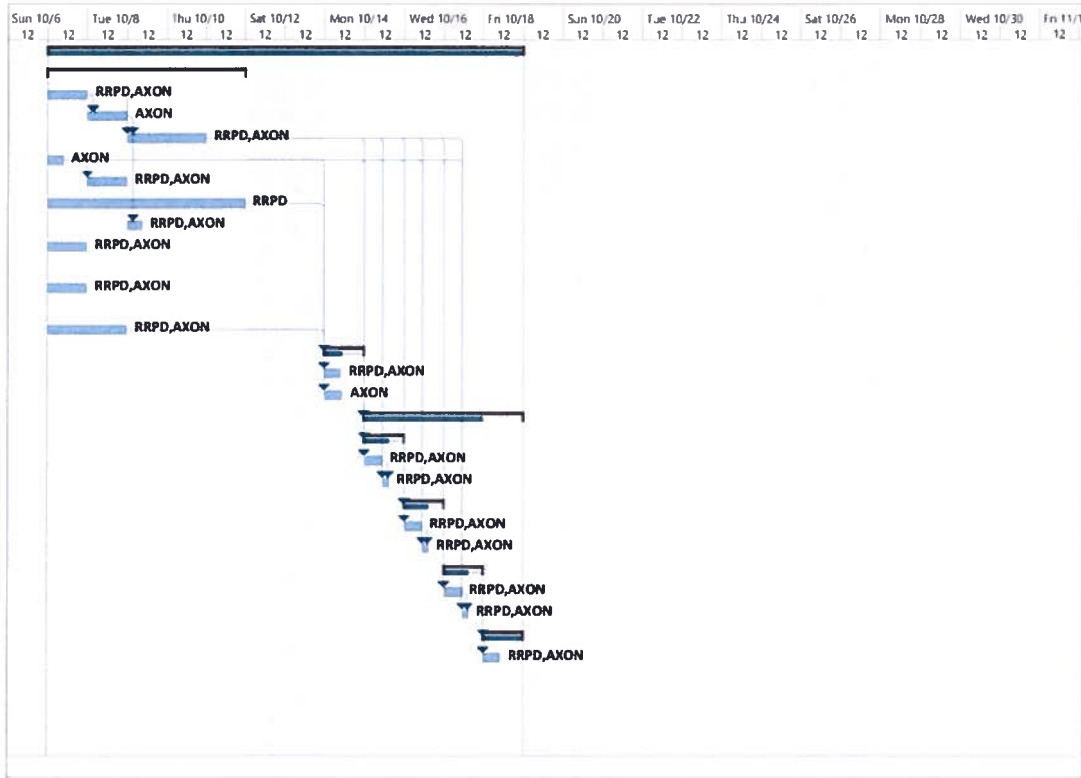 Sun 10/6 Tue 10/8 Thu 10/10 Sat 10/12 Mon 10/14 Wed 10/16 Fri 10/18 Sun 10/20 Tue 10/22 Thu 10/24 Sat 10/26 Mon 10/28 Wed 10/30 Fri 11/1
12 12 12 12 12 12 12 12 12 12 12 12 12 12 12 12 12 12 12 12 12 12 12 12 12 12 12
RRPD,AXON
AXON
RRPD,AXON
AXON
RRPD,AXON
RRPD
RRPD,AXON
RRPD,AXON
RRPD,AXON
RRPD,AXON
RRPD,AXON
AXON
RRPD,AXON
RRPD,AXON
RRPD,AXON
RRPD,AXON
RRPD,AXON
RRPD,AXON
RRPD,AXON